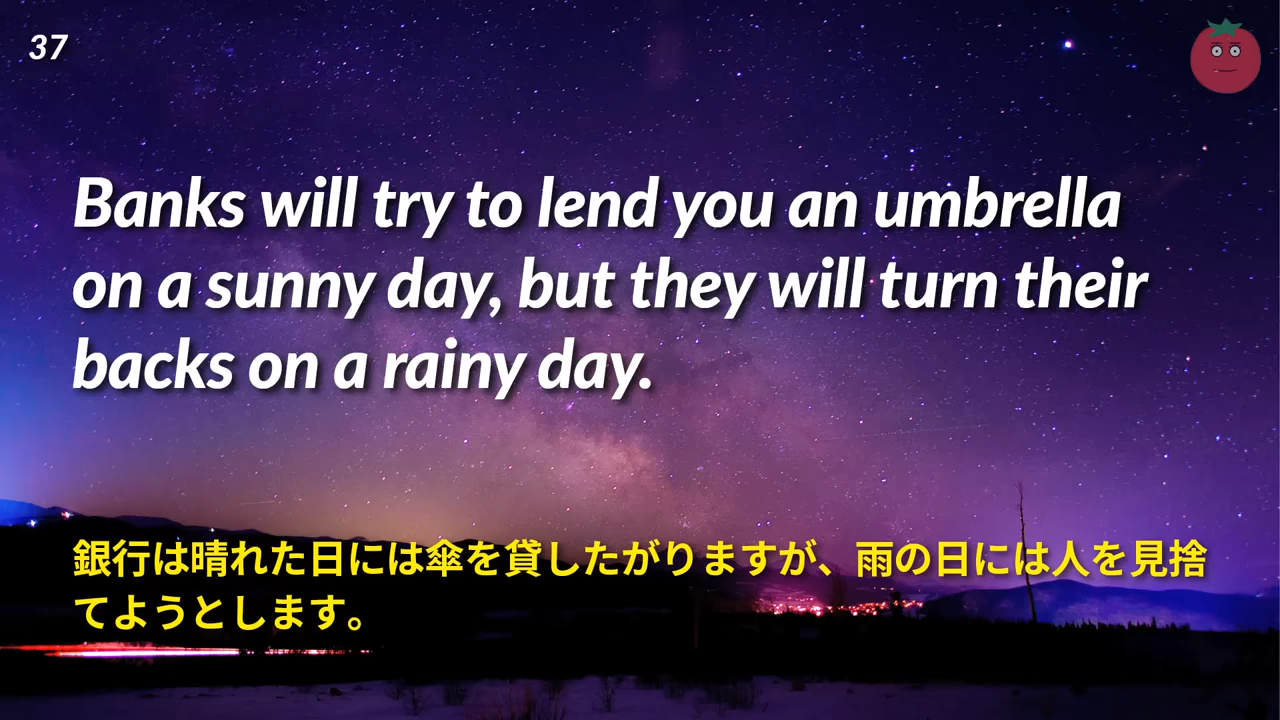 37
Banks will try to lend you an umbrella
on a sunny day, but they will turn their
backs on a rainy day.
銀行は晴れた日には傘を貸したがりますが、雨の日には人を見捨
てようとします。